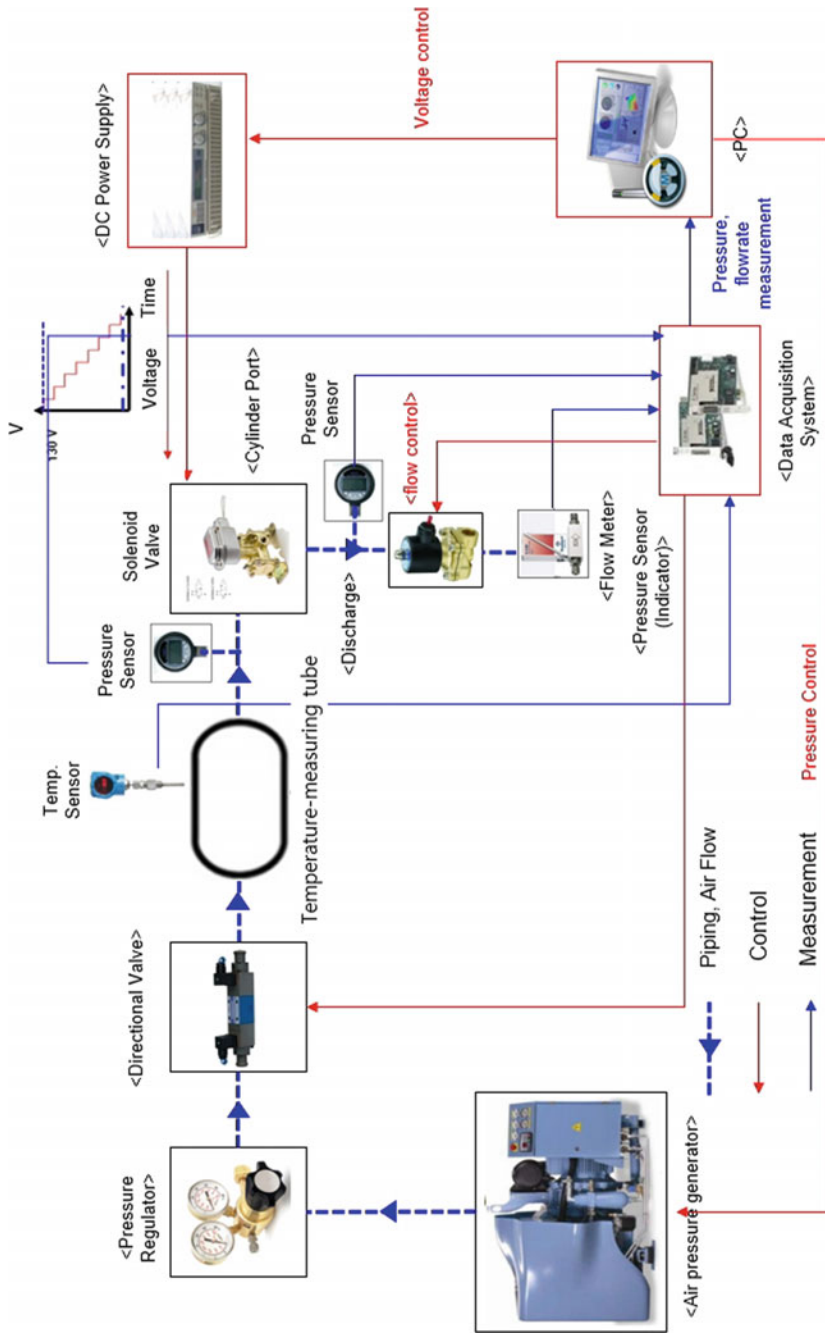 <Pressure
Regulator>
<Air pressure generator>
<Directional Valve>
Temp.
Sensor
Temperature-measuring tube
Pressure
Sensor
Solenoid
Valve
<Cylinder Port>
V
130 V
Voltage
Time
<DC Power Supply>
Voltage control
<Discharge>
Pressure
Sensor
<flow control>
<Flow Meter>
<Pressure Sensor
(Indicator)>
<Data Acquisition
System>
Pressure,
flowrate
measurement
<PC>
Piping, Air Flow
Control
Measurement
Pressure Control